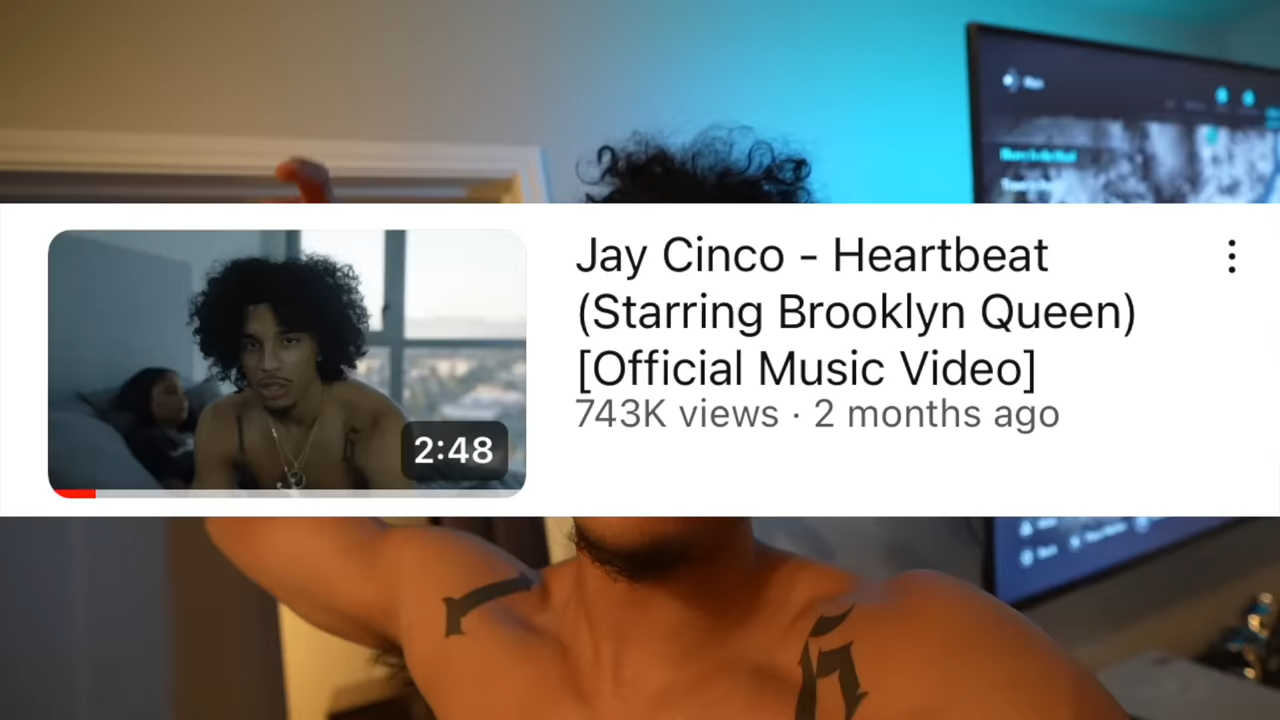 Jay Cinco - Heartbeat
(Starring Brooklyn Queen)
[Official Music Video]
743K views · 2 months ago
2:48